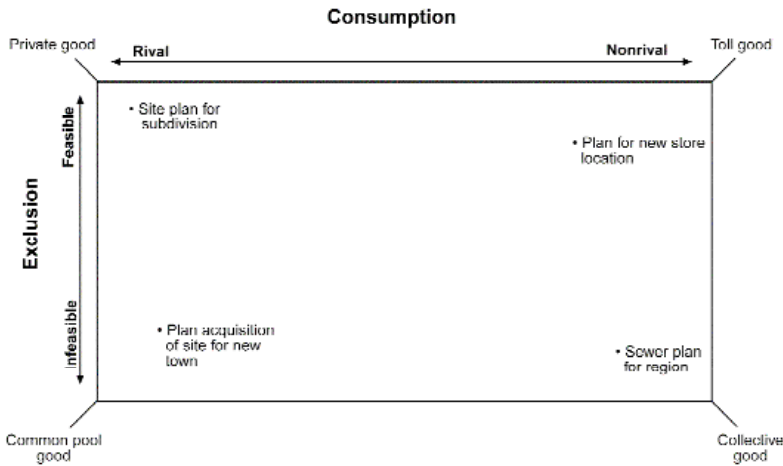 Consumption
Private good
Rival
Nonrival
Toll good
Feasible
• Site plan for
subdivision
• Plan for new store
location
Exclusion
Infeasible
• Plan acquisition
of site for new
town
• Sewer plan
for region
Common pool
good
Collective
good